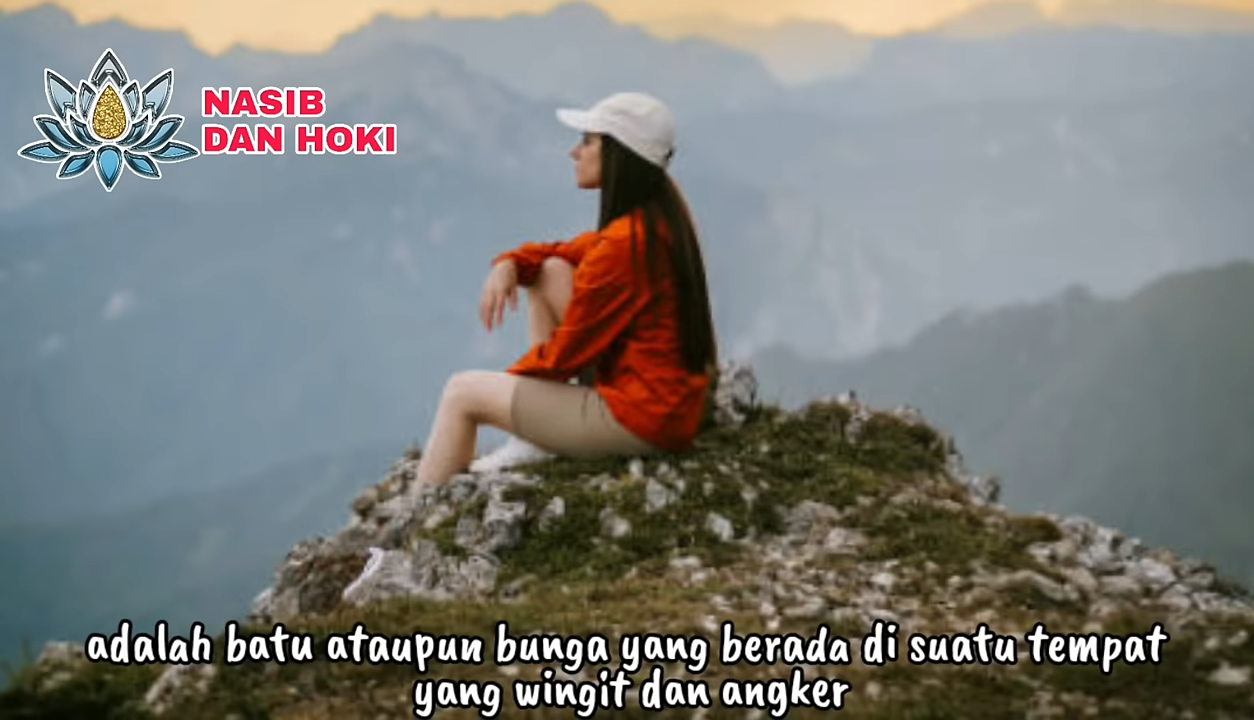 NASIB
DAN HOKI
adalah batu ataupun bunga yang berada di suatu tempat
yang wingit dan angker